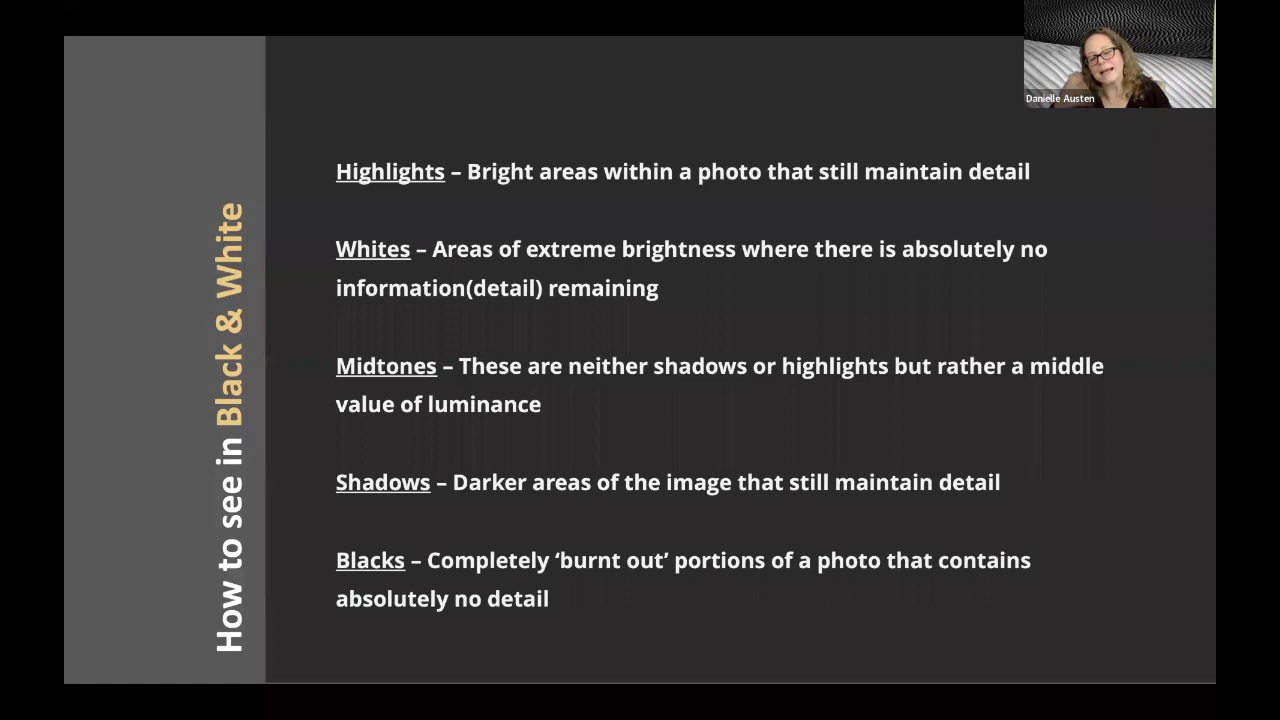 Danielle Austen
How to see in Black & White
Highlights – Bright areas within a photo that still maintain detail
Whites – Areas of extreme brightness where there is absolutely no
information(detail) remaining
Midtones – These are neither shadows or highlights but rather a middle
value of luminance
Shadows – Darker areas of the image that still maintain detail
Blacks – Completely ‘burnt out’ portions of a photo that contains
absolutely no detail